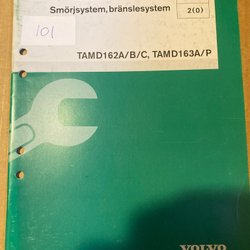 Smörjsystem, bränslesystem
2(0)
101
TAMD162A/B/C, TAMD163A/P
VOLVO